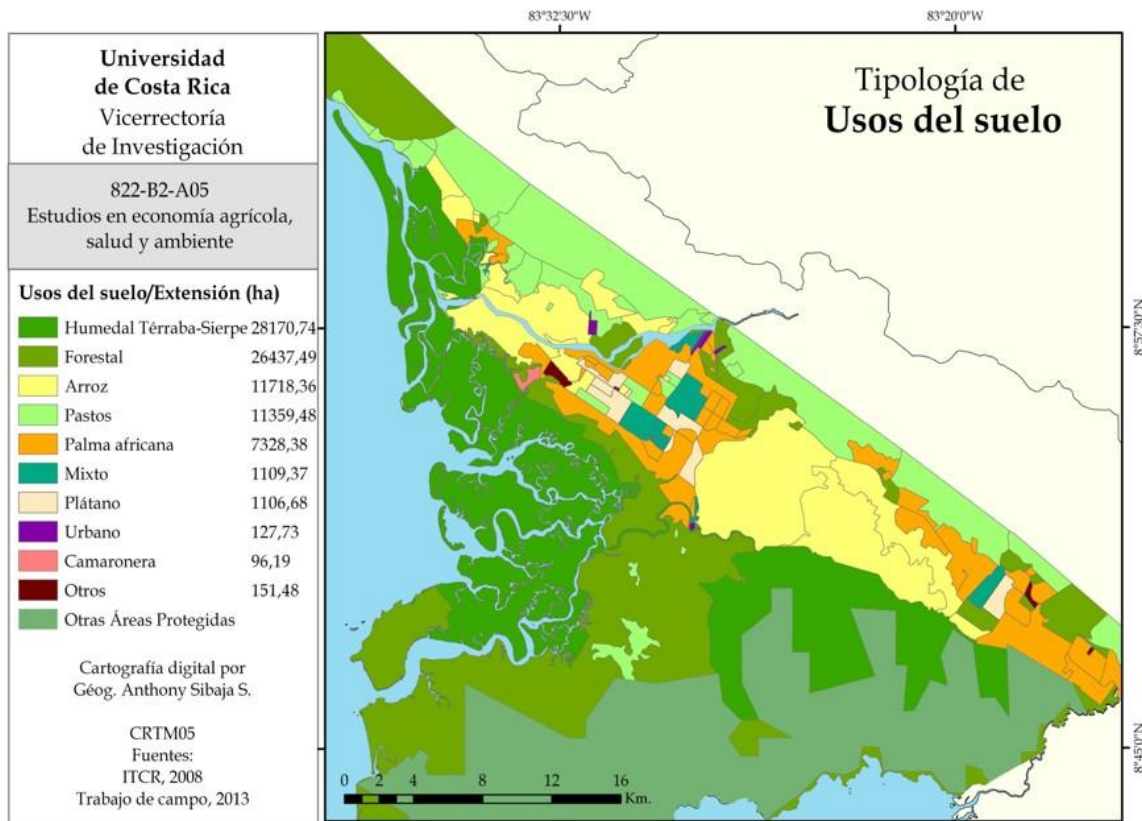 83°32'30"W
83°20'0"W
Universidad
de Costa Rica
Vicerrectoría
de Investigación
822-B2-A05
Estudios en economía agrícola,
salud y ambiente
Usos del suelo/Extensión (ha)
Humedal Térraba-Sierpe 28170,74
Forestal 26437,49
Arroz 11718,36
Pastos 11359,48
Palma africana 7328,38
Mixto 1109,37
Plátano 1106,68
Urbano 127,73
Camaronera 96,19
Otros 151,48
Otras Áreas Protegidas
Cartografía digital por
Géog. Anthony Sibaja S.
CRTM05
Fuentes:
ITCR, 2008
Trabajo de campo, 2013
Tipología de
Usos del suelo
8°57'30"N
8°45'0"N
0 2 4 8 12 16
Km.